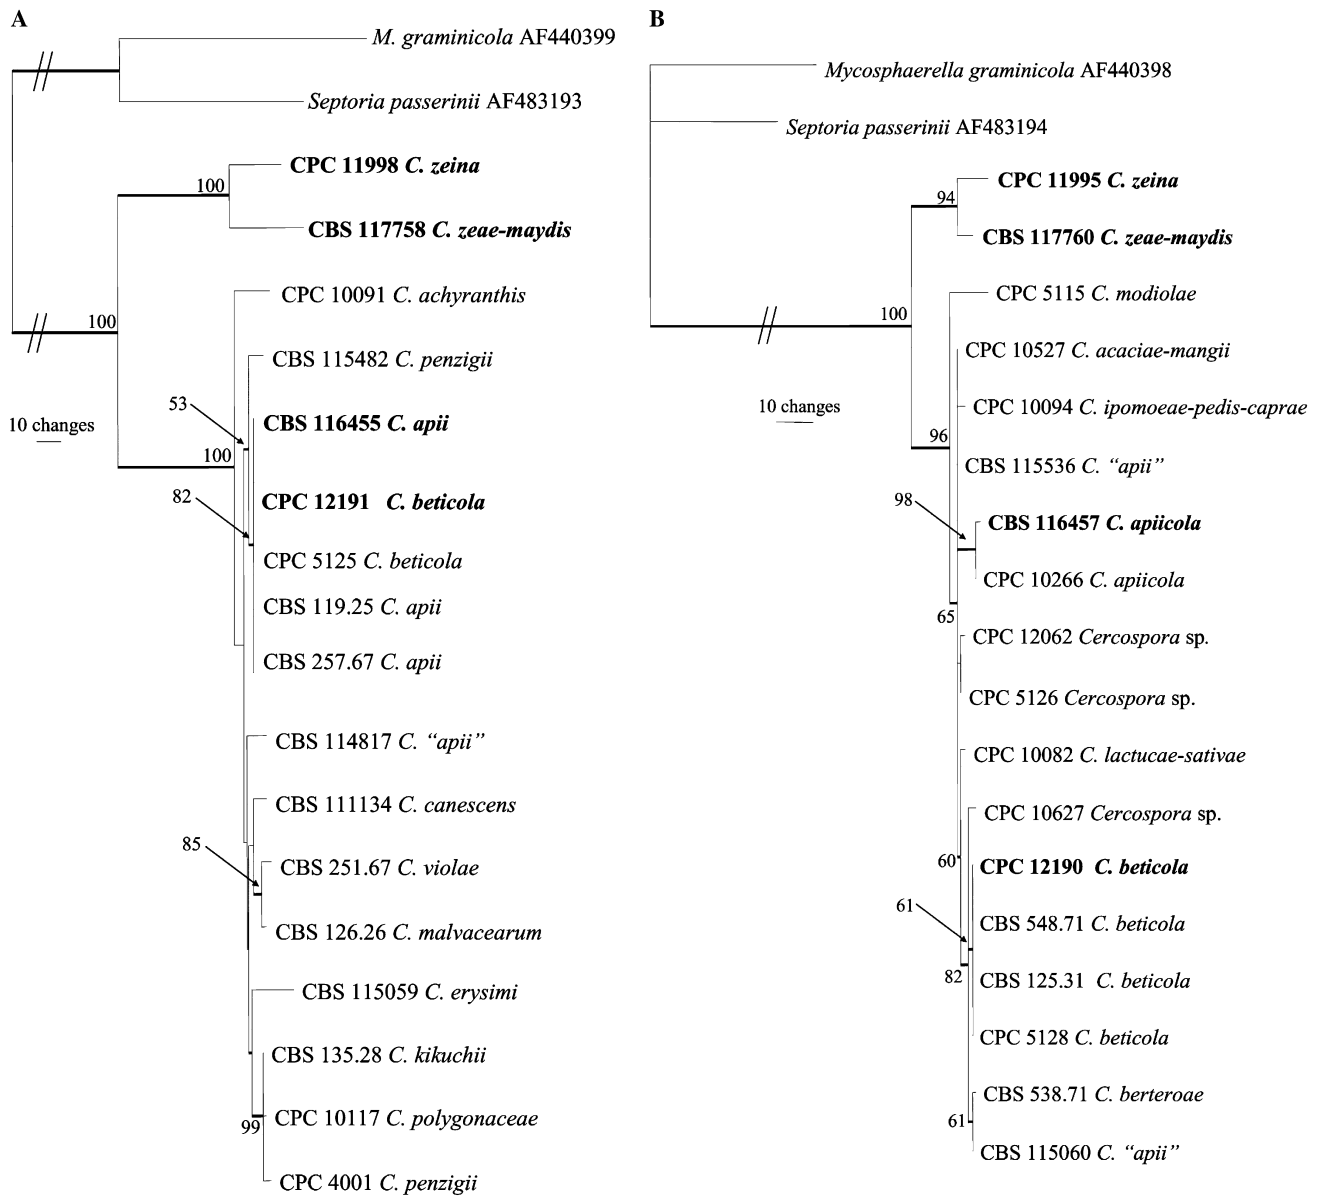 A
M. graminicola AF440399
Septoria passerinii AF483193
CPC 11998 C. zeina
100
CBS 117758 C. zeae-maydis
CPC 10091 C. achyranthis
100
CBS 115482 C. penzigii
53
CBS 116455 C. apii
10 changes
100
82
CPC 12191 C. beticola
CPC 5125 C. beticola
CBS 119.25 C. apii
CBS 257.67 C. apii
CBS 114817 C. “apii”
CBS 111134 C. canescens
85
CBS 251.67 C. violae
CBS 126.26 C. malvacearum
CBS 115059 C. erysimi
CBS 135.28 C. kikuchii
CPC 10117 C. polygonaceae
99
CPC 4001 C. penzigii
B
Mycosphaerella graminicola AF440398
Septoria passerinii AF483194
CPC 11995 C. zeina
94
CBS 117760 C. zeae-maydis
CPC 5115 C. modiolae
100
CPC 10527 C. acaciae-mangii
10 changes
CPC 10094 C. ipomoeae-pedis-caprae
96
CBS 115536 C. “apii”
98
CBS 116457 C. apiicola
CPC 10266 C. apiicola
65
CPC 12062 Cercospora sp.
CPC 5126 Cercospora sp.
CPC 10082 C. lactucae-sativae
CPC 10627 Cercospora sp.
60
CPC 12190 C. beticola
61
CBS 548.71 C. beticola
82
CBS 125.31 C. beticola
CPC 5128 C. beticola
CBS 538.71 C. berteroae
61
CBS 115060 C. “apii”